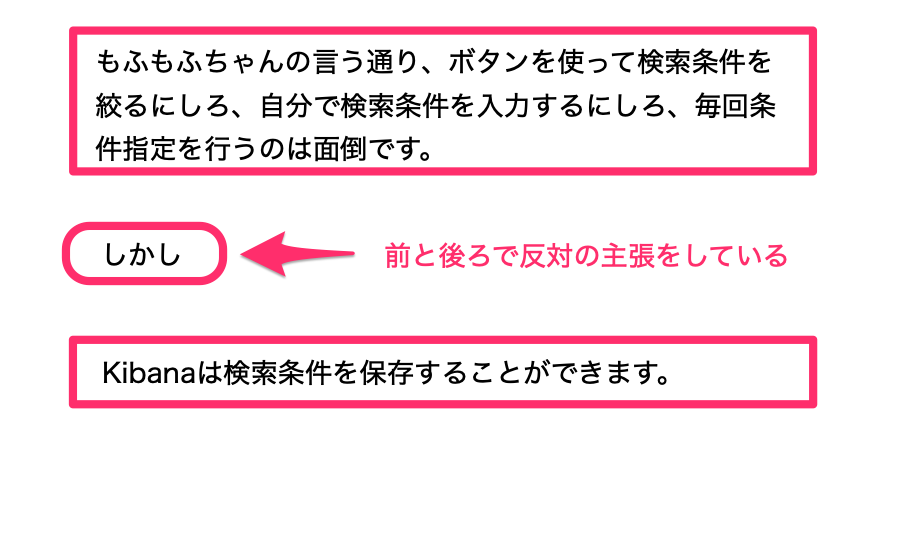 もふもふちゃんの言う通り、ボタンを使って検索条件を
絞るにしろ、自分で検索条件を入力するにしろ、毎回条
件指定を行うのは面倒です。
しかし
前と後ろで反対の主張をしている
Kibanaは検索条件を保存することができます。